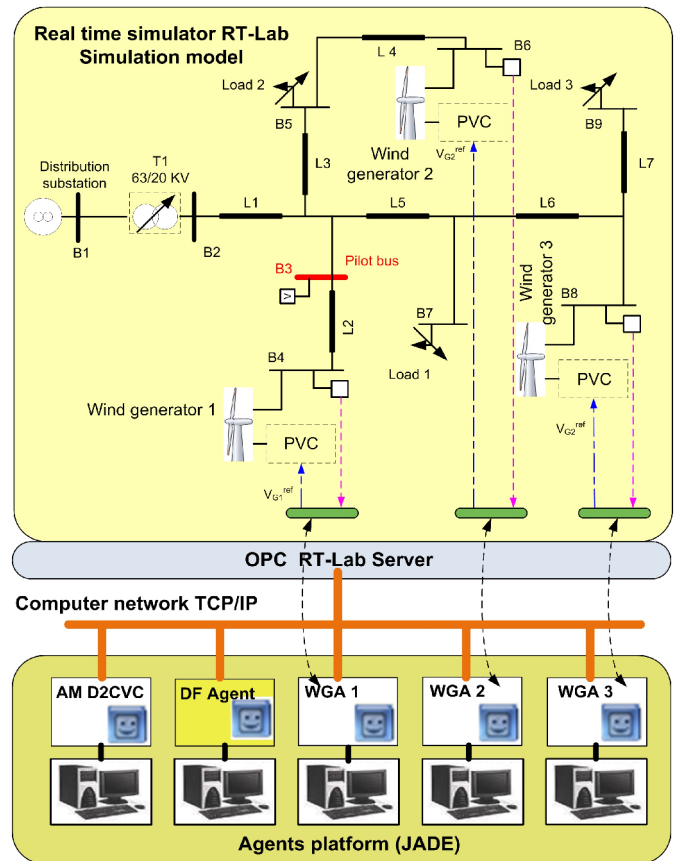 Real time simulator RT-Lab
Simulation model
L 4
B6
Load 2
B5
PVC
Load 3
B9
V_G2^ref
Wind
generator 2
L3
L7
Distribution
substation
T1
63/20 KV
L1
L5
L6
B1
B2
B3
Pilot bus
V
L2
B7
Load 1
Wind
generator 3
B8
B4
Wind generator 1
PVC
V_G1^ref
PVC
V_G2^ref
OPC RT-Lab Server
Computer network TCP/IP
AM D2CVC
DF Agent
WGA 1
WGA 2
WGA 3
Agents platform (JADE)